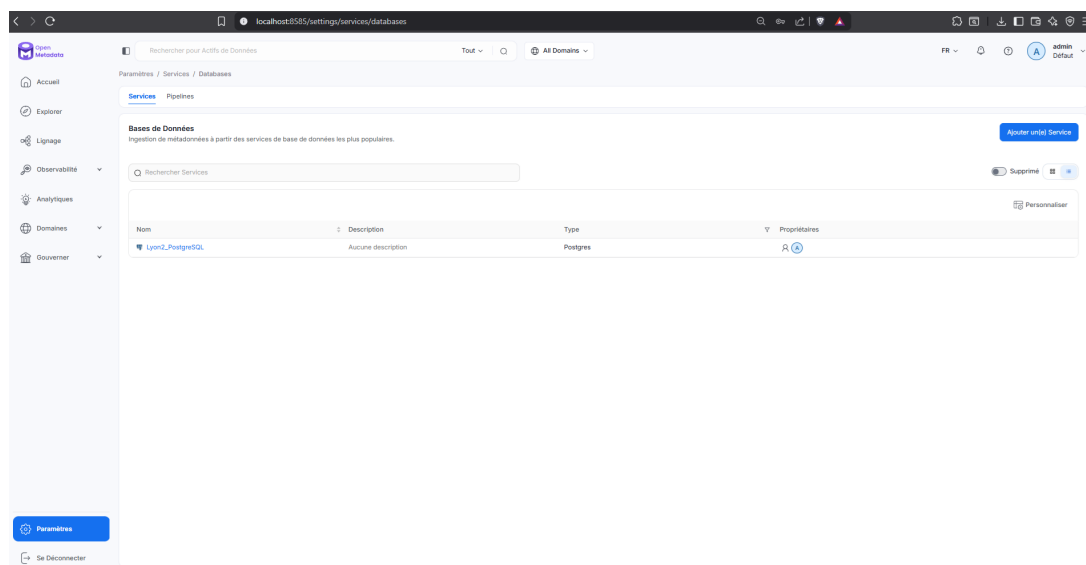 localhost:8585/settings/services/databases
Open Metadata
Rechercher pour Actifs de Données
Tout
All Domains
FR
A
admin
Défaut
Accueil
Explorer
Lignage
Observabilité
Analytiques
Domaines
Gouverner
Paramètres
Se Déconnecter
Paramètres / Services / Databases
Services Pipelines
Bases de Données
Ingestion de métadonnées à partir des services de base de données les plus populaires.
Ajouter un(e) Service
Rechercher Services
Supprimé
Personnaliser
Nom Description Type Propriétaires
Lyon2_PostgreSQL Aucune description Postgres A